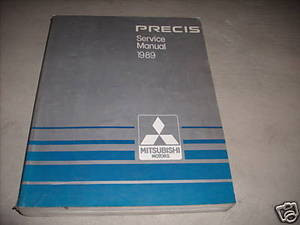 PRECIS
Service
Manual
1989
MITSUBISHI
MOTORS